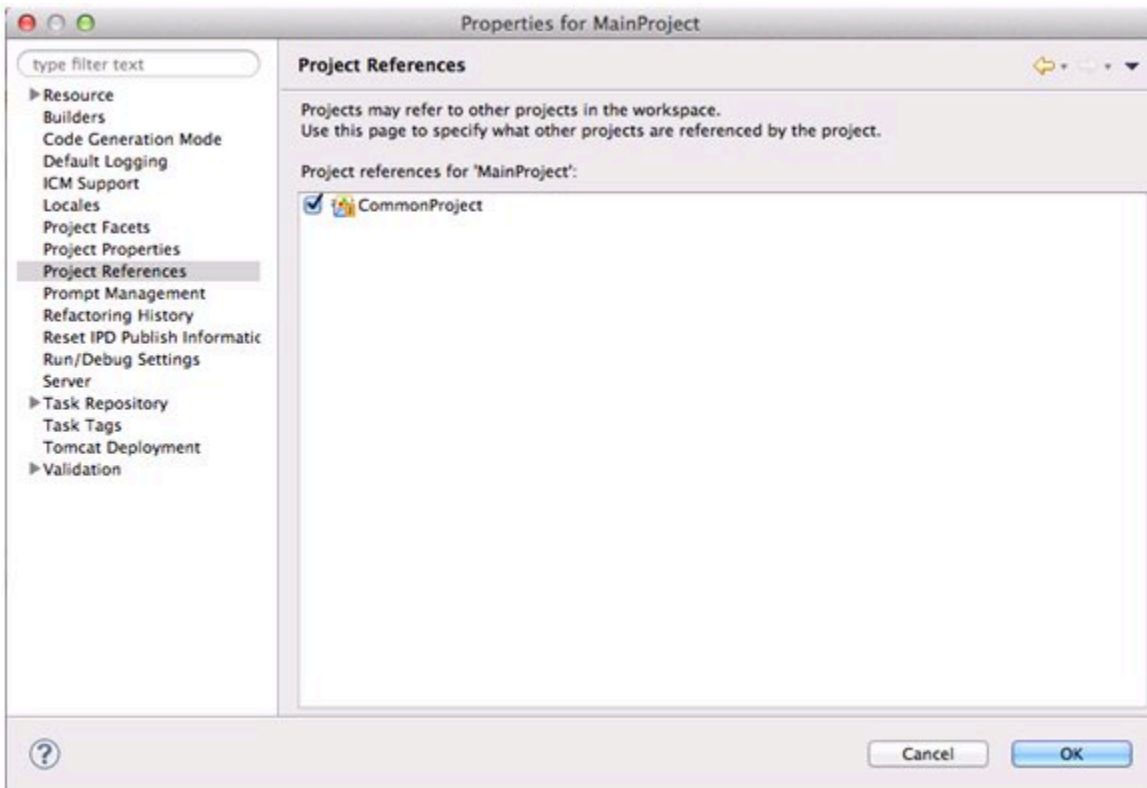 Properties for MainProject
type filter text
Resource
Builders
Code Generation Mode
Default Logging
ICM Support
Locales
Project Facets
Project Properties
Project References
Prompt Management
Refactoring History
Reset IPD Publish Informatic
Run/Debug Settings
Server
Task Repository
Task Tags
Tomcat Deployment
Validation
Project References
Projects may refer to other projects in the workspace.
Use this page to specify what other projects are referenced by the project.
Project references for 'MainProject':
CommonProject
?
Cancel
OK